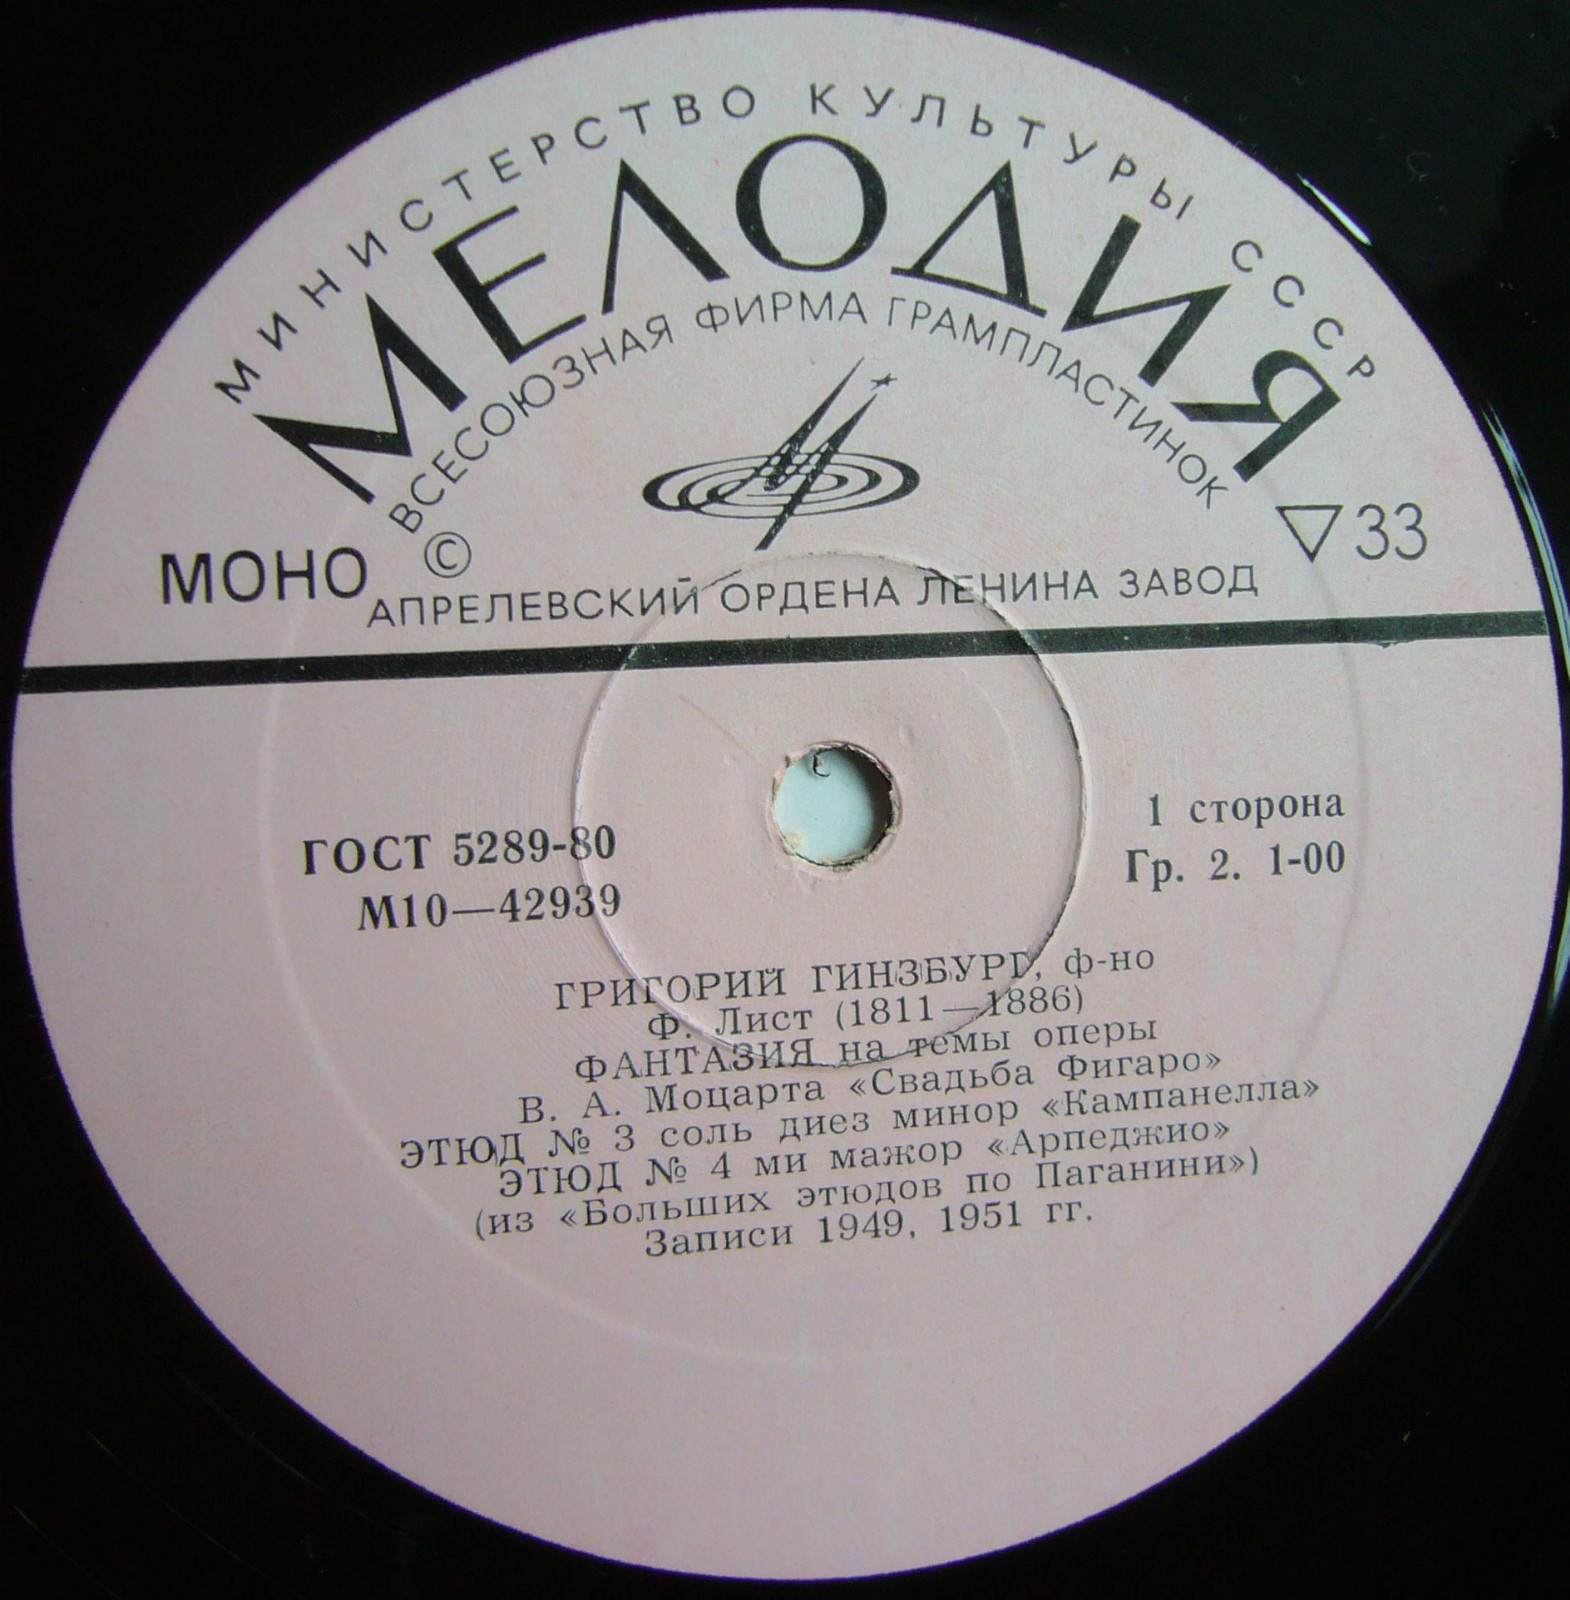 МИНИСТЕРСТВО КУЛЬТУРЫ СССР
МЕЛОДИЯ
ВСЕСОЮЗНАЯ ФИРМА ГРАМПЛАСТИНОК
МОНО
©
▽33
АПРЕЛЕВСКИЙ ОРДЕНА ЛЕНИНА ЗАВОД
ГОСТ 5289-80
М10—42939
1 сторона
Гр. 2. 1-00
ГРИГОРИЙ ГИНЗБУРГ, ф-но
Ф. Лист (1811—1886)
ФАНТАЗИЯ на темы оперы
В. А. Моцарта «Свадьба Фигаро»
ЭТЮД № 3 соль диез минор «Кампанелла»
ЭТЮД № 4 ми мажор «Арпеджио»
(из «Больших этюдов по Паганини»)
Записи 1949, 1951 гг.